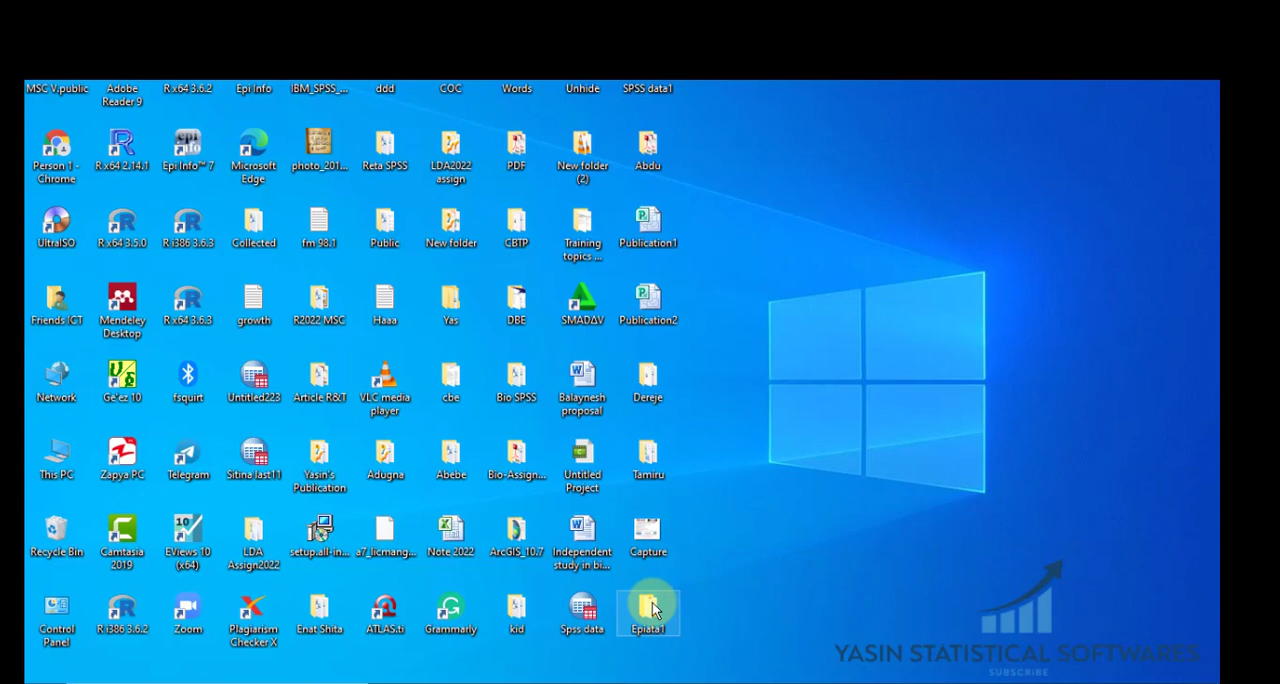 MSC V.public
Adobe
Reader 9
R x64 3.6.2
Epi Info
IBM_SPSS_...
ddd
COC
Words
Unhide
SPSS data1
Person 1 -
Chrome
R x64 2.14.1
Epi Info™ 7
Microsoft
Edge
photo_201...
Reta SPSS
LDA2022
assign
PDF
New folder
(2)
Abdu
UltraISO
R x64 3.5.0
R i386 3.6.3
Collected
fm 98.1
Public
New folder
CBTP
Training
topics ...
Publication1
Friends ICT
Mendeley
Desktop
R x64 3.6.3
growth
R2022 MSC
Haaa
Yas
DBE
SMADΔV
Publication2
Network
Ge'ez 10
fsquirt
Untitled223
Article R&T
VLC media
player
cbe
Bio SPSS
Balaynesh
proposal
Dereje
This PC
Zapya PC
Telegram
Sitina last11
Yasin's
Publication
Adugna
Abebe
Bio-Assign...
Untitled
Project
Tamiru
Recycle Bin
Camtasia
2019
EViews 10
(x64)
LDA
Assign2022
setup.all-in...
a7_licmang...
Note 2022
ArcGIS_10.7
Independent
study in bi...
Capture
Control
Panel
R i386 3.6.2
Zoom
Plagiarism
Checker X
Enat Shita
ATLAS.ti
Grammarly
kid
Spss data
YASIN STATISTICAL SOFTWARES
SUBSCRIBE